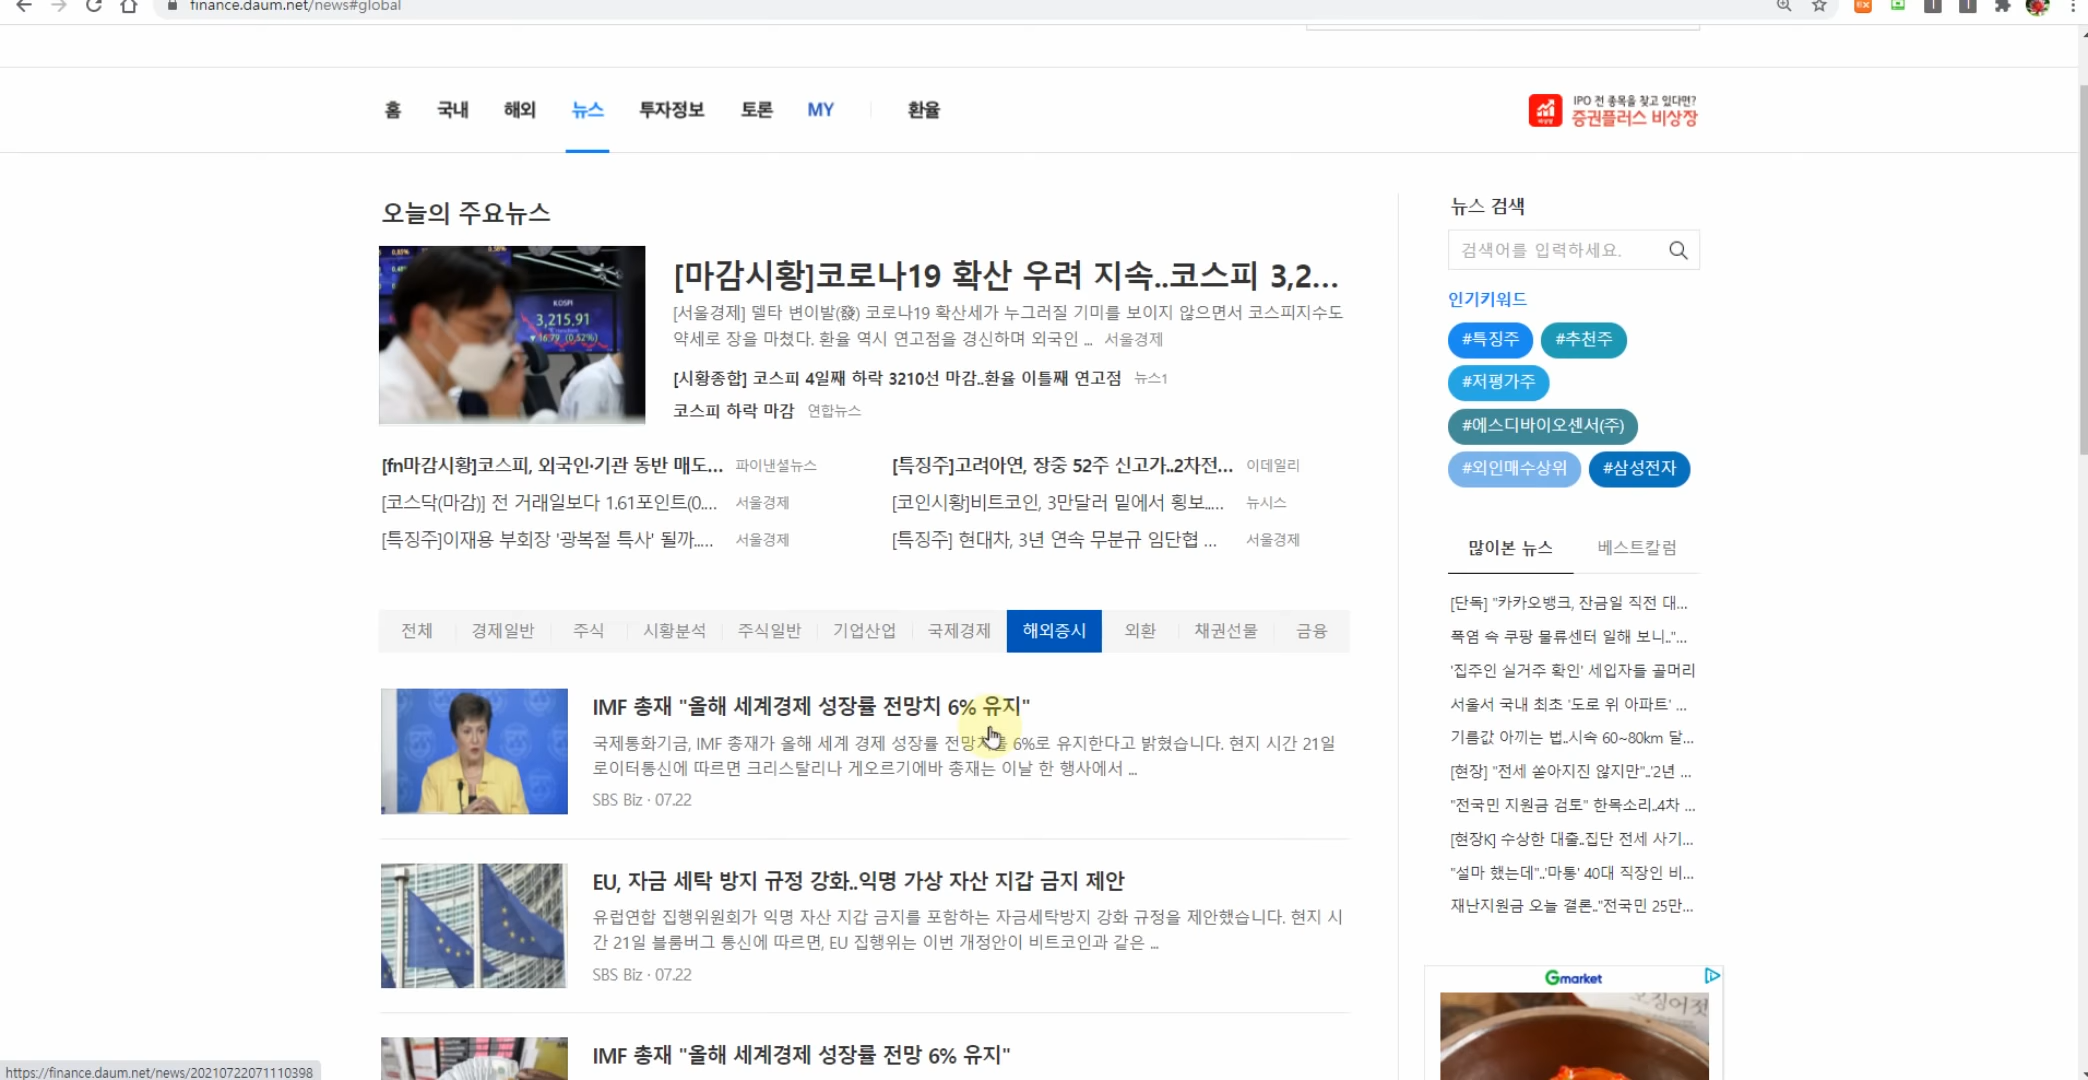 finance.daum.net/news#global
홈 국내 해외 뉴스 투자정보 토론 MY 환율
IPO 전 종목을 찾고 있다면?
증권플러스 비상장
오늘의 주요뉴스
KOSPI
3,215.91
[마감시황]코로나19 확산 우려 지속..코스피 3,2...
[서울경제] 델타 변이발(發) 코로나19 확산세가 누그러질 기미를 보이지 않으면서 코스피지수도
약세로 장을 마쳤다. 환율 역시 연고점을 경신하며 외국인 ... 서울경제
[시황종합] 코스피 4일째 하락 3210선 마감..환율 이틀째 연고점 뉴스1
코스피 하락 마감 연합뉴스
[fn마감시황]코스피, 외국인·기관 동반 매도... 파이낸셜뉴스
[특징주]고려아연, 장중 52주 신고가..2차전... 이데일리
[코스닥(마감)] 전 거래일보다 1.61포인트(0.... 서울경제
[코인시황]비트코인, 3만달러 밑에서 횡보..... 뉴시스
[특징주]이재용 부회장 '광복절 특사' 될까..... 서울경제
[특징주] 현대차, 3년 연속 무분규 임단협 ... 서울경제
전체 경제일반 주식 시황분석 주식일반 기업산업 국제경제 해외증시 외환 채권선물 금융
IMF 총재 "올해 세계경제 성장률 전망치 6% 유지"
국제통화기금, IMF 총재가 올해 세계 경제 성장률 전망치를 6%로 유지한다고 밝혔습니다. 현지 시간 21일
로이터통신에 따르면 크리스탈리나 게오르기에바 총재는 이날 한 행사에서 ...
SBS Biz · 07.22
EU, 자금 세탁 방지 규정 강화..익명 가상 자산 지갑 금지 제안
유럽연합 집행위원회가 익명 자산 지갑 금지를 포함하는 자금세탁방지 강화 규정을 제안했습니다. 현지 시
간 21일 블룸버그 통신에 따르면, EU 집행위는 이번 개정안이 비트코인과 같은 ...
SBS Biz · 07.22
IMF 총재 "올해 세계경제 성장률 전망 6% 유지"
뉴스 검색
검색어를 입력하세요.
인기키워드
#특징주 #추천주
#저평가주
#에스디바이오센서(주)
#외인매수상위 #삼성전자
많이본 뉴스 베스트칼럼
[단독] "카카오뱅크, 잔금일 직전 대...
폭염 속 쿠팡 물류센터 일해 보니.."...
'집주인 실거주 확인' 세입자들 골머리
서울서 국내 최초 '도로 위 아파트' ...
기름값 아끼는 법..시속 60~80km 달...
[현장] "전세 쏟아지진 않지만"..'2년 ...
"전국민 지원금 검토" 한목소리..4차 ...
[현장K] 수상한 대출..집단 전세 사기...
"설마 했는데"..'마통' 40대 직장인 비...
재난지원금 오늘 결론.."전국민 25만...
Gmarket
https://finance.daum.net/news/20210722071110398